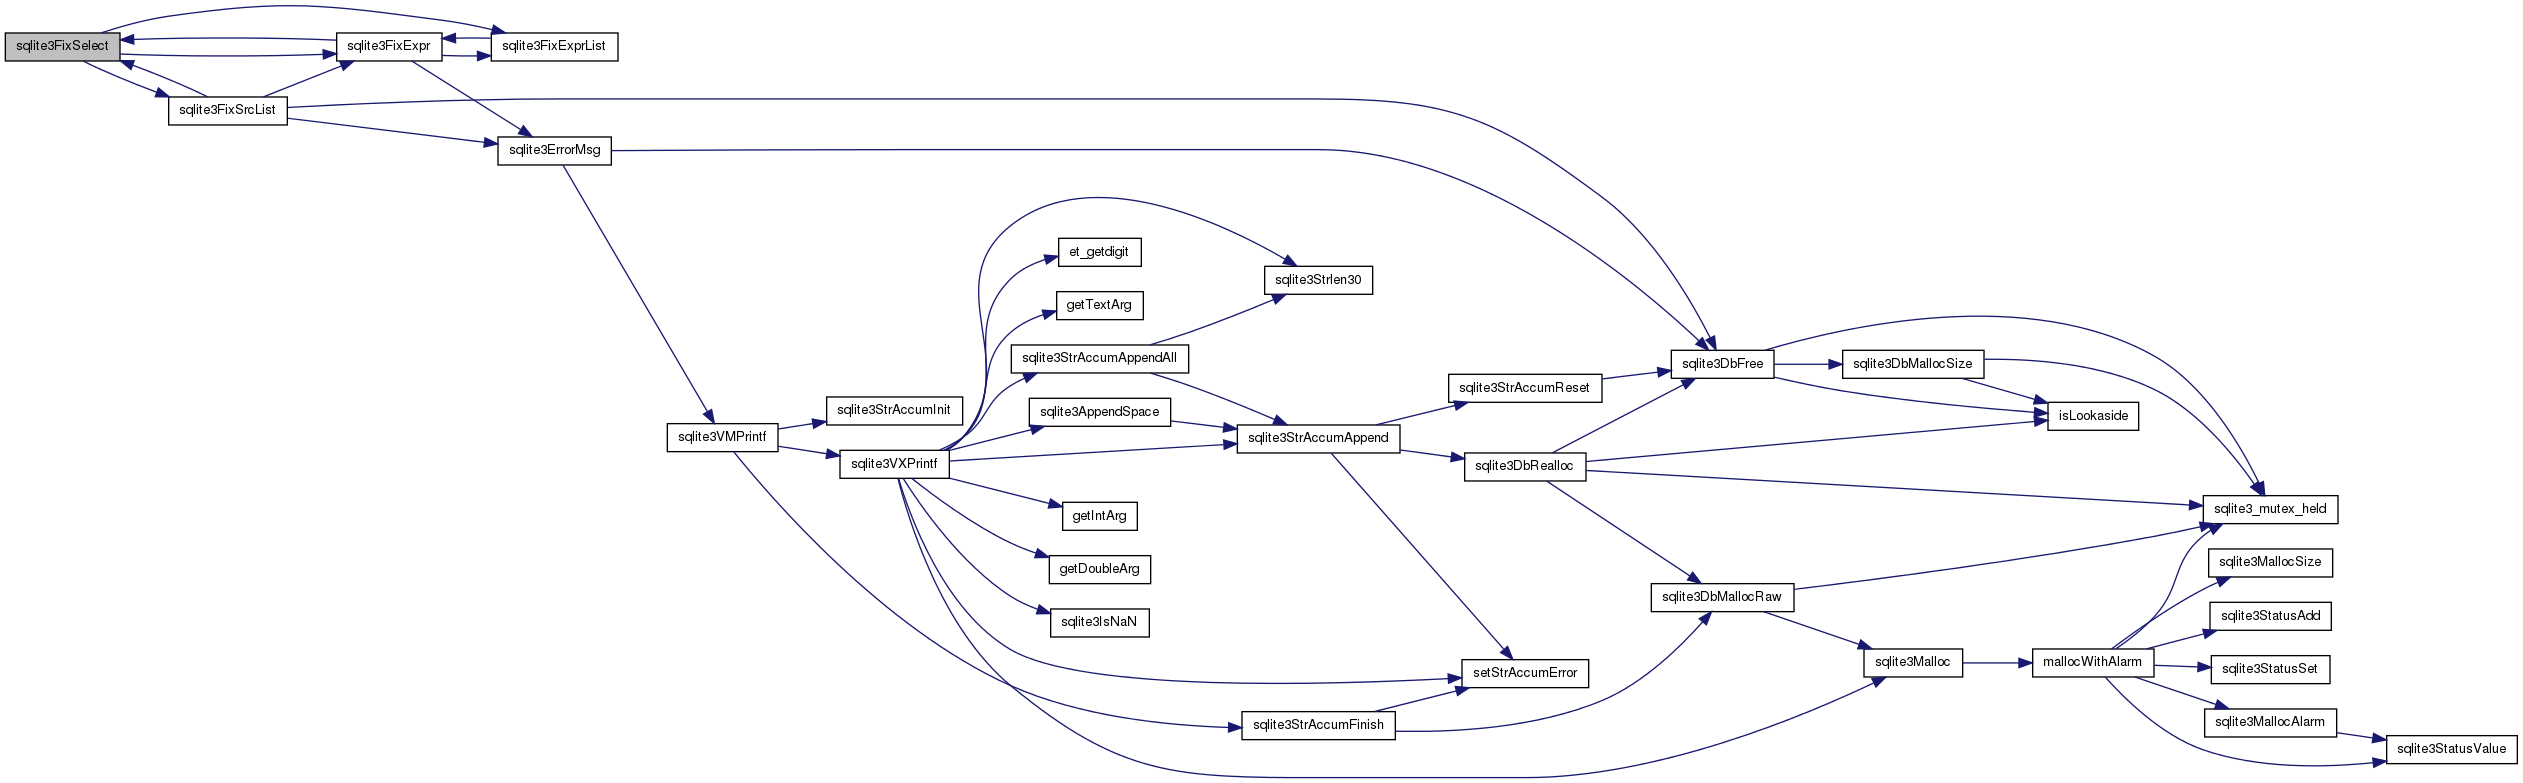 sqlite3FixSelect
sqlite3FixExpr
sqlite3FixExprList
sqlite3FixSrcList
sqlite3ErrorMsg
et_getdigit
sqlite3Strlen30
getTextArg
sqlite3StrAccumAppendAll
sqlite3DbFree
sqlite3DbMallocSize
sqlite3StrAccumReset
sqlite3StrAccumInit
sqlite3AppendSpace
isLookaside
sqlite3VMPrintf
sqlite3StrAccumAppend
sqlite3VXPrintf
sqlite3DbRealloc
getIntArg
sqlite3_mutex_held
getDoubleArg
sqlite3MallocSize
sqlite3DbMallocRaw
sqlite3IsNaN
sqlite3StatusAdd
setStrAccumError
sqlite3Malloc
mallocWithAlarm
sqlite3StatusSet
sqlite3StrAccumFinish
sqlite3MallocAlarm
sqlite3StatusValue